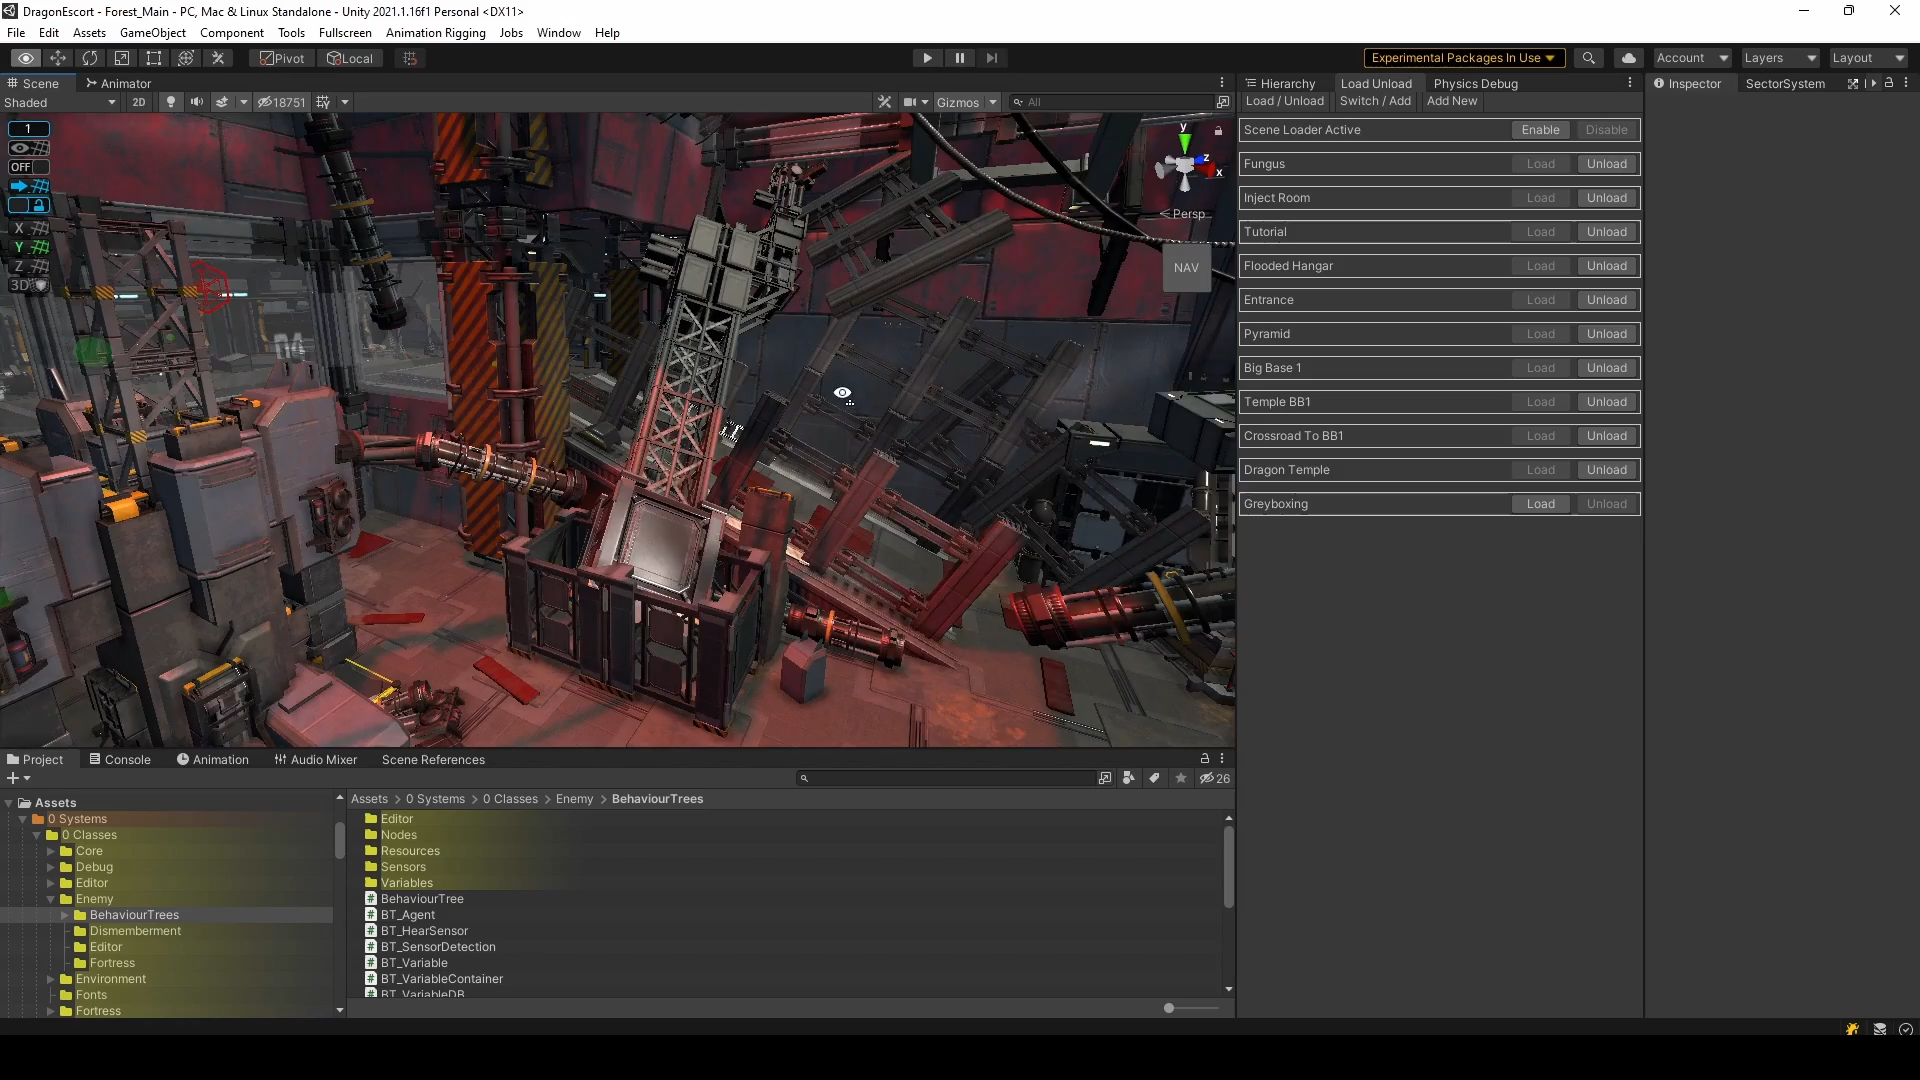 DragonEscort - Forest_Main - PC, Mac & Linux Standalone - Unity 2021.1.16f1 Personal <DX11>
File Edit Assets GameObject Component Tools Fullscreen Animation Rigging Jobs Window Help
Pivot Local Experimental Packages In Use Account Layers Layout
Scene Animator Hierarchy Load Unload Physics Debug Inspector SectorSystem
Shaded 2D 18751 Gizmos All Load / Unload Switch / Add Add New
1
OFF
X
Y
Z
3D
y
z
x
Persp
NAV
Scene Loader Active Enable Disable
Fungus Load Unload
Inject Room Load Unload
Tutorial Load Unload
Flooded Hangar Load Unload
Entrance Load Unload
Pyramid Load Unload
Big Base 1 Load Unload
Temple BB1 Load Unload
Crossroad To BB1 Load Unload
Dragon Temple Load Unload
Greyboxing Load Unload
Project Console Animation Audio Mixer Scene References
26
Assets
0 Systems
0 Classes
Core
Debug
Editor
Enemy
BehaviourTrees
Dismemberment
Editor
Fortress
Environment
Fonts
Fortress
Assets > 0 Systems > 0 Classes > Enemy > BehaviourTrees
Editor
Nodes
Resources
Sensors
Variables
BehaviourTree
BT_Agent
BT_HearSensor
BT_SensorDetection
BT_Variable
BT_VariableContainer
BT_VariableDB